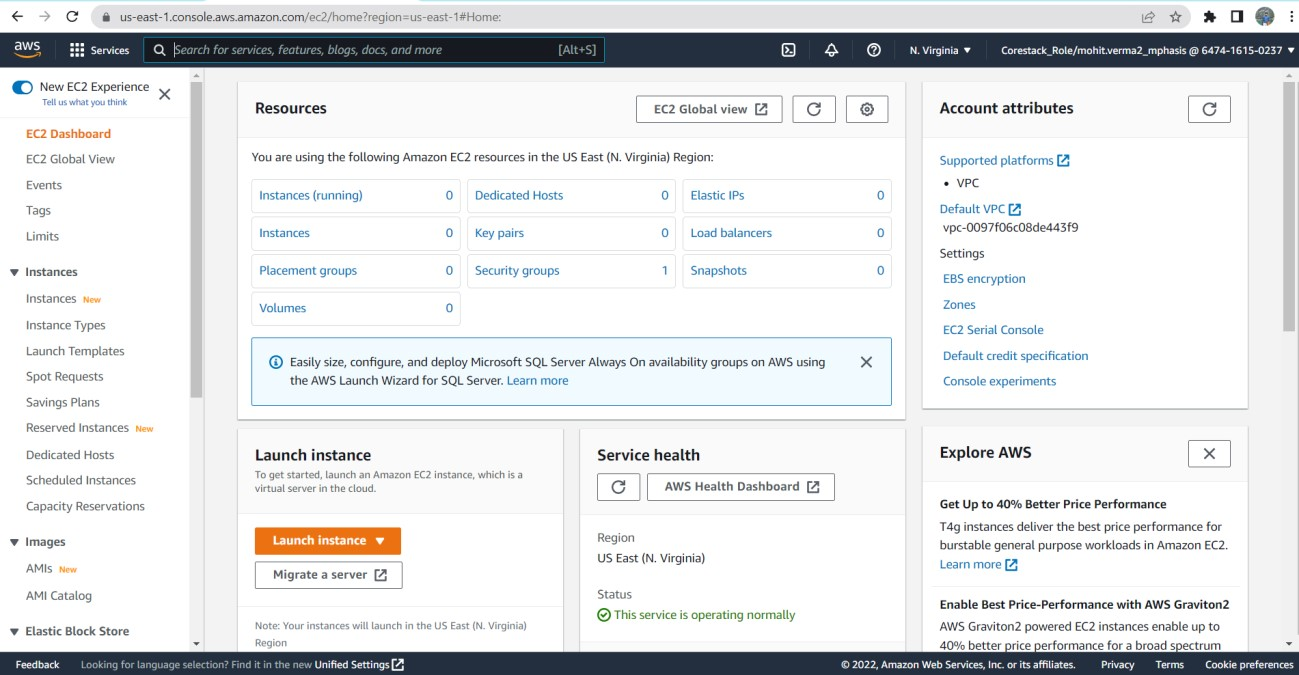 us-east-1.console.aws.amazon.com/ec2/home?region=us-east-1#Home:
aws
Services
Search for services, features, blogs, docs, and more
[Alt+S]
N. Virginia
Corestack_Role/mohit.verma2_mphasis @ 6474-1615-0237
New EC2 Experience
Tell us what you think
EC2 Dashboard
EC2 Global View
Events
Tags
Limits
Instances
Instances New
Instance Types
Launch Templates
Spot Requests
Savings Plans
Reserved Instances New
Dedicated Hosts
Scheduled Instances
Capacity Reservations
Images
AMIs New
AMI Catalog
Elastic Block Store
Resources
EC2 Global view
You are using the following Amazon EC2 resources in the US East (N. Virginia) Region:
Instances (running) 0
Dedicated Hosts 0
Elastic IPs 0
Instances 0
Key pairs 0
Load balancers 0
Placement groups 0
Security groups 1
Snapshots 0
Volumes 0
Easily size, configure, and deploy Microsoft SQL Server Always On availability groups on AWS using
the AWS Launch Wizard for SQL Server. Learn more
Launch instance
To get started, launch an Amazon EC2 instance, which is a
virtual server in the cloud.
Launch instance
Migrate a server
Note: Your instances will launch in the US East (N. Virginia)
Region
Service health
AWS Health Dashboard
Region
US East (N. Virginia)
Status
This service is operating normally
Account attributes
Supported platforms
• VPC
Default VPC
vpc-0097f06c08de443f9
Settings
EBS encryption
Zones
EC2 Serial Console
Default credit specification
Console experiments
Explore AWS
Get Up to 40% Better Price Performance
T4g instances deliver the best price performance for
burstable general purpose workloads in Amazon EC2.
Learn more
Enable Best Price-Performance with AWS Graviton2
AWS Graviton2 powered EC2 instances enable up to
40% better price performance for a broad spectrum
Feedback
Looking for language selection? Find it in the new Unified Settings
© 2022, Amazon Web Services, Inc. or its affiliates.
Privacy
Terms
Cookie preferences